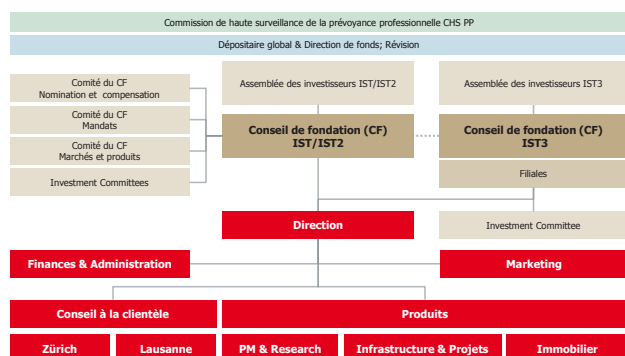 Commission de haute surveillance de la prévoyance professionnelle CHS PP
Dépositaire global & Direction de fonds; Révision
Comité du CF
Nomination et compensation
Assemblée des investisseurs IST/IST2
Assemblée des investisseurs IST3
Comité du CF
Mandats
Conseil de fondation (CF)
IST/IST2
Conseil de fondation (CF)
IST3
Comité du CF
Marchés et produits
Filiales
Investment Committees
Direction
Investment Committee
Finances & Administration
Marketing
Conseil à la clientèle
Produits
Zürich
Lausanne
PM & Research
Infrastructure & Projets
Immobilier